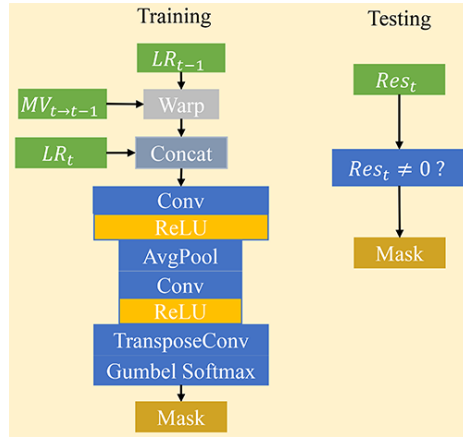 Training
LR_{t-1}
MV_{t→t-1}
Warp
LR_t
Concat
Conv
ReLU
AvgPool
Conv
ReLU
TransposeConv
Gumbel Softmax
Mask
Testing
Res_t
Res_t ≠ 0 ?
Mask